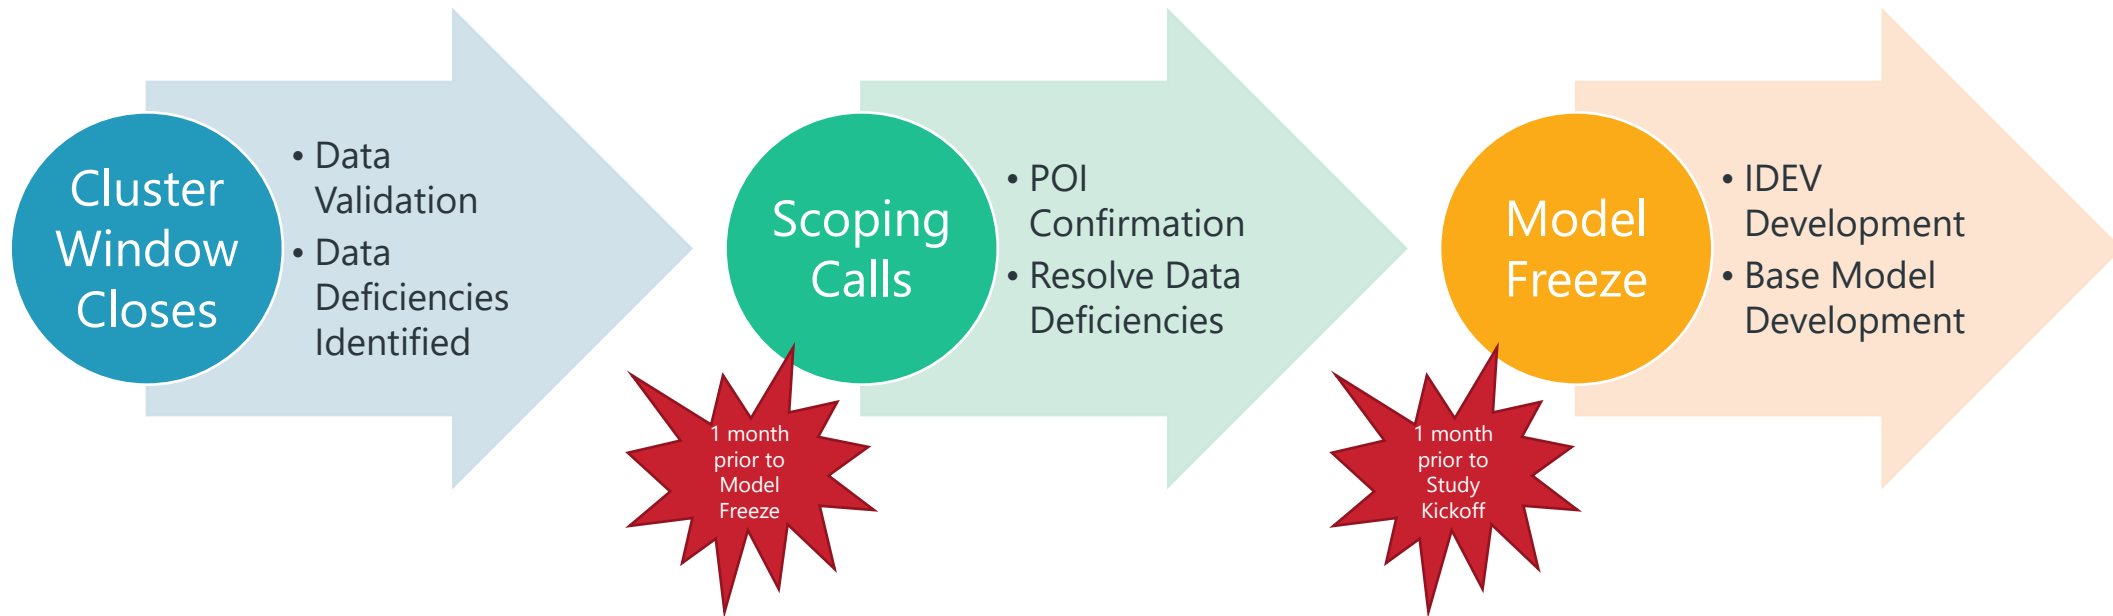 Cluster
Window
Closes
• Data
Validation
• Data
Deficiencies
Identified
Scoping
Calls
• POI
Confirmation
• Resolve Data
Deficiencies
Model
Freeze
• IDEV
Development
• Base Model
Development
1 month
prior to
Model
Freeze
1 month
prior to
Study
Kickoff